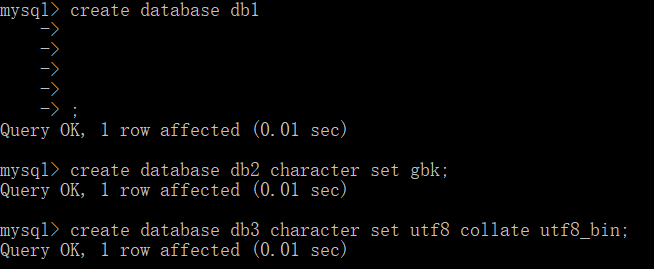 mysql> create database db1
    ->
    ->
    ->
    ->
    -> ;
Query OK, 1 row affected (0.01 sec)
mysql> create database db2 character set gbk;
Query OK, 1 row affected (0.01 sec)
mysql> create database db3 character set utf8 collate utf8_bin;
Query OK, 1 row affected (0.01 sec)